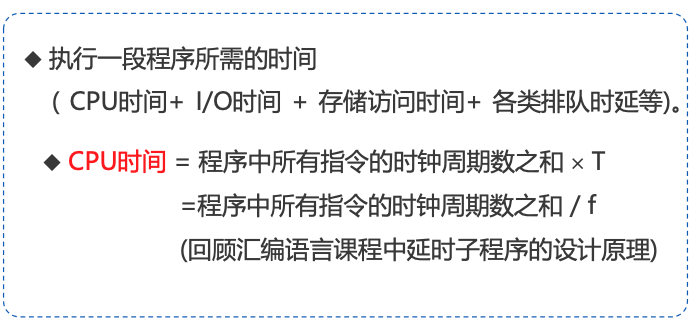 ◆ 执行一段程序所需的时间
( CPU时间+ I/O时间 + 存储访问时间+ 各类排队时延等)。
◆ CPU时间 = 程序中所有指令的时钟周期数之和 × T
=程序中所有指令的时钟周期数之和 / f
(回顾汇编语言课程中延时子程序的设计原理)